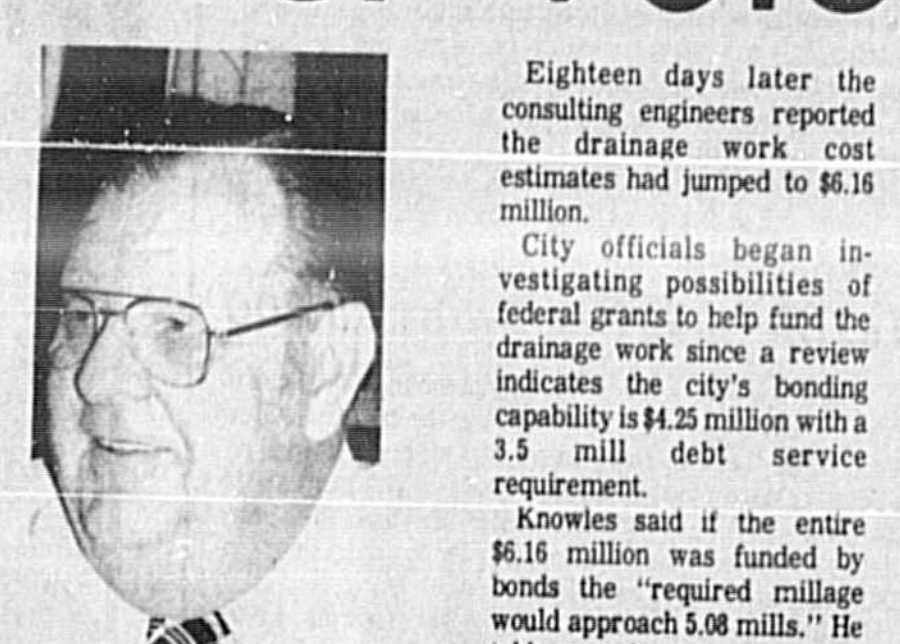 Eighteen days later the
consulting engineers reported
the drainage work cost
estimates had jumped to $6.16
million.
City officials began in-
vestigating possibilities of
federal grants to help fund the
drainage work since a review
indicates the city's bonding
capability is $4.25 million with a
3.5 mill debt service
requirement.
Knowles said if the entire
$6.16 million was funded by
bonds the "required millage
would approach 5.08 mills." He